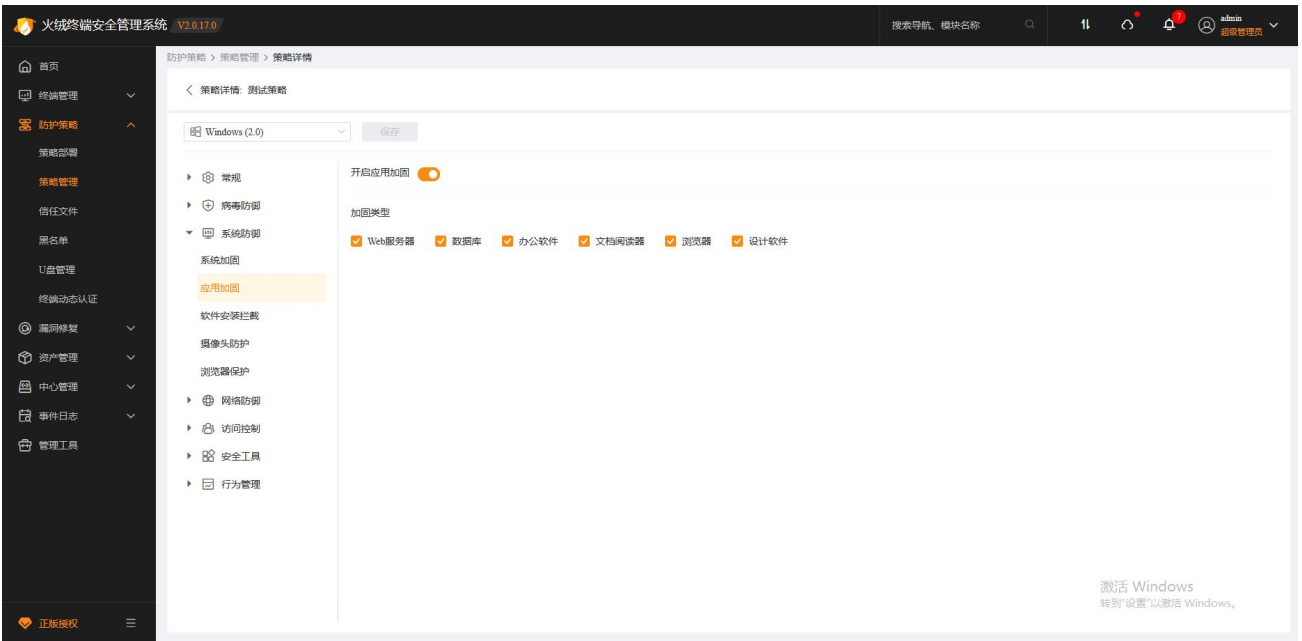 火绒终端安全管理系统 V2.0.17.0
搜索导航、模块名称
7
admin
超级管理员
首页
终端管理
防护策略
策略部署
策略管理
信任文件
黑名单
U盘管理
终端动态认证
漏洞修复
资产管理
中心管理
事件日志
管理工具
正版授权
防护策略 > 策略管理 > 策略详情
策略详情: 测试策略
Windows (2.0)
保存
常规
病毒防御
系统防御
系统加固
应用加固
软件安装拦截
摄像头防护
浏览器保护
网络防御
访问控制
安全工具
行为管理
开启应用加固
加固类型
Web服务器 数据库 办公软件 文档阅读器 浏览器 设计软件
激活 Windows
转到"设置"以激活 Windows。